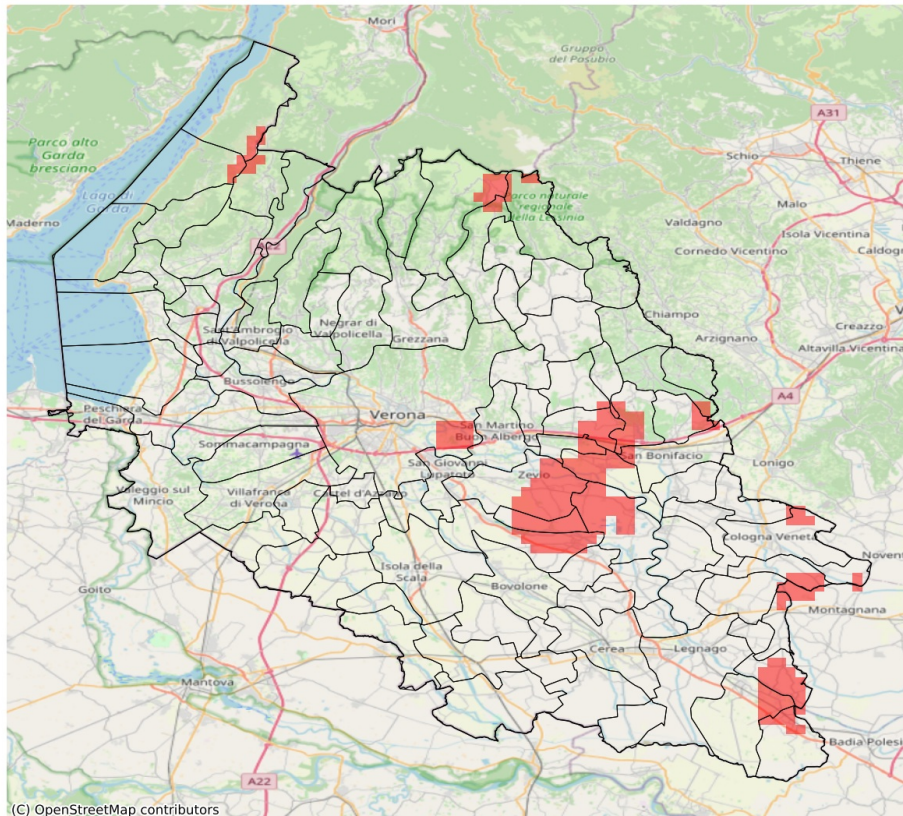 Mori
Gruppo
del Pasubio
A31
Parco alto
Garda
bresciano
Schio
Thiene
Lago di
Garda
Parco naturale
regionale
della Lessinia
Malo
Maderno
Valdagno
Isola Vicentina
A22
Cornedo Vicentino
Caldogn
Sant'Ambrogio
di Valpolicella
Negrar di
Valpolicella
Grezzana
Chiampo
Arzignano
Creazzo
Altavilla Vicentina
V
Bussolengo
A4
Peschiera
del Garda
Verona
San Martino
Buon Albergo
Sommacampagna
San Bonifacio
San Giovanni
Lupatoto
Zevio
Lonigo
Valeggio sul
Mincio
Villafranca
di Verona
Castel d'Azzano
Cologna Veneta
Isola della
Scala
Novent
Goito
Bovolone
Montagnana
Cerea
Legnago
Mantova
Badia Polesi
A22
(C) OpenStreetMap contributors